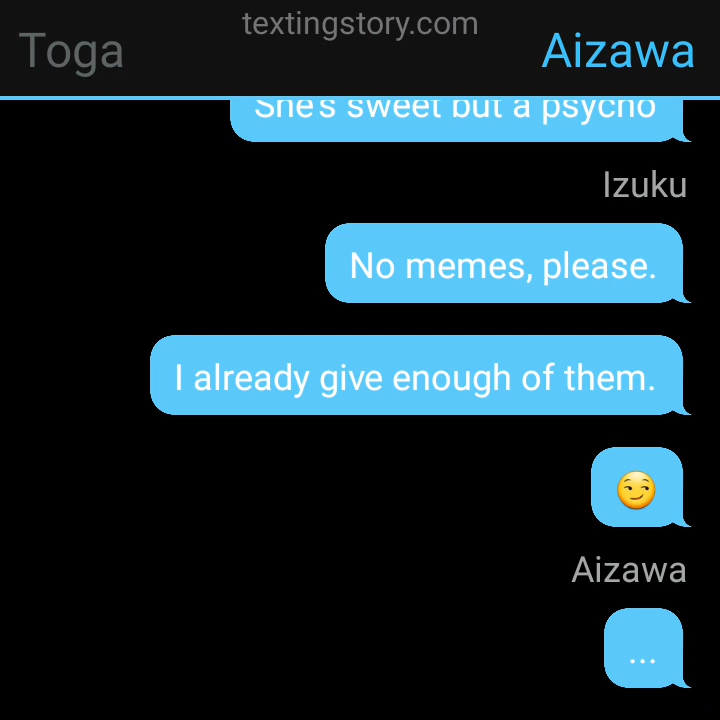 textingstory.com
Toga
Aizawa
She's sweet but a psycho
Izuku
No memes, please.
I already give enough of them.
😏
Aizawa
...